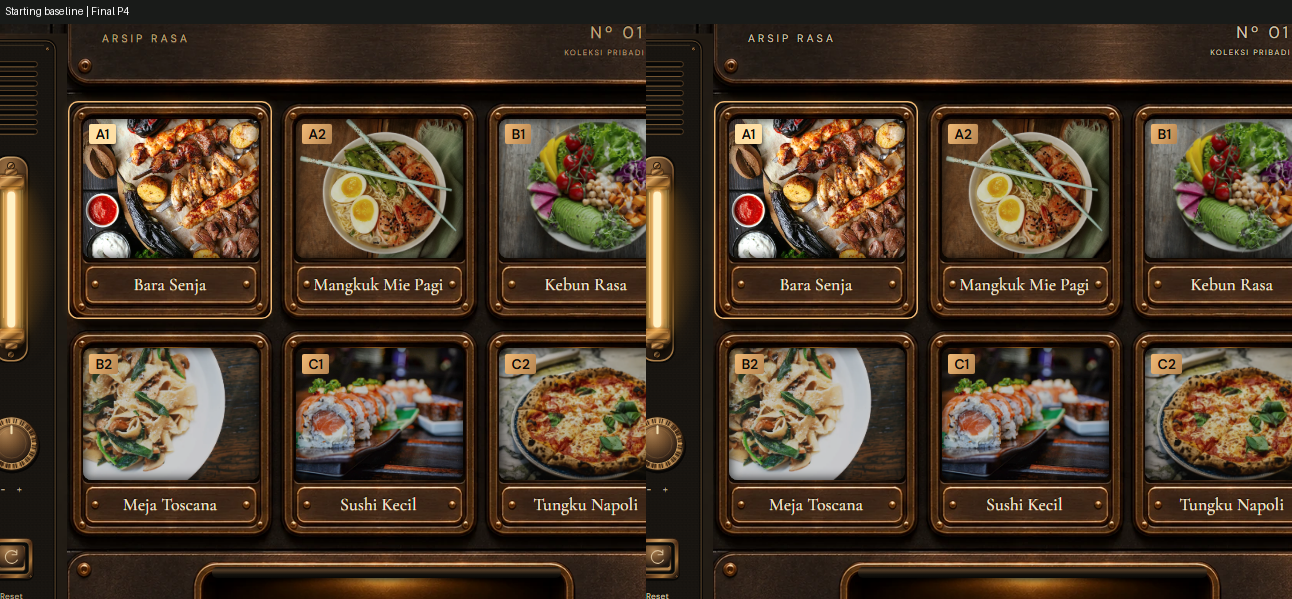 Starting baseline | Final P4
ARSIP RASA
Nº 01
KOLEKSI PRIBADI
A1
A2
B1
Bara Senja
Mangkuk Mie Pagi
Kebun Rasa
B2
C1
C2
Meja Toscana
Sushi Kecil
Tungku Napoli
- +
Reset
ARSIP RASA
Nº 01
KOLEKSI PRIBADI
A1
A2
B1
Bara Senja
Mangkuk Mie Pagi
Kebun Rasa
B2
C1
C2
Meja Toscana
Sushi Kecil
Tungku Napoli
- +
Reset